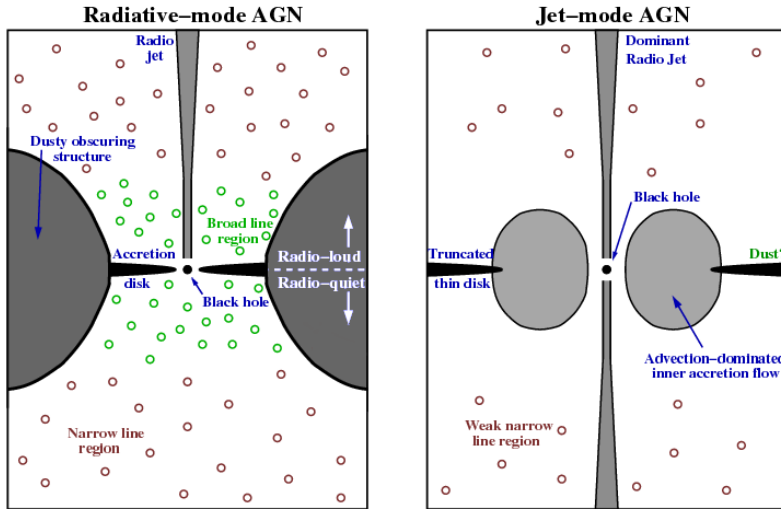 Radiative–mode AGN
Radio
jet
Dusty obscuring
structure
Broad line
region
Accretion
disk
Radio–loud
Radio–quiet
Black hole
Narrow line
region
Jet–mode AGN
Dominant
Radio Jet
Black hole
Truncated
thin disk
Dust?
Advection–dominated
inner accretion flow
Weak narrow
line region